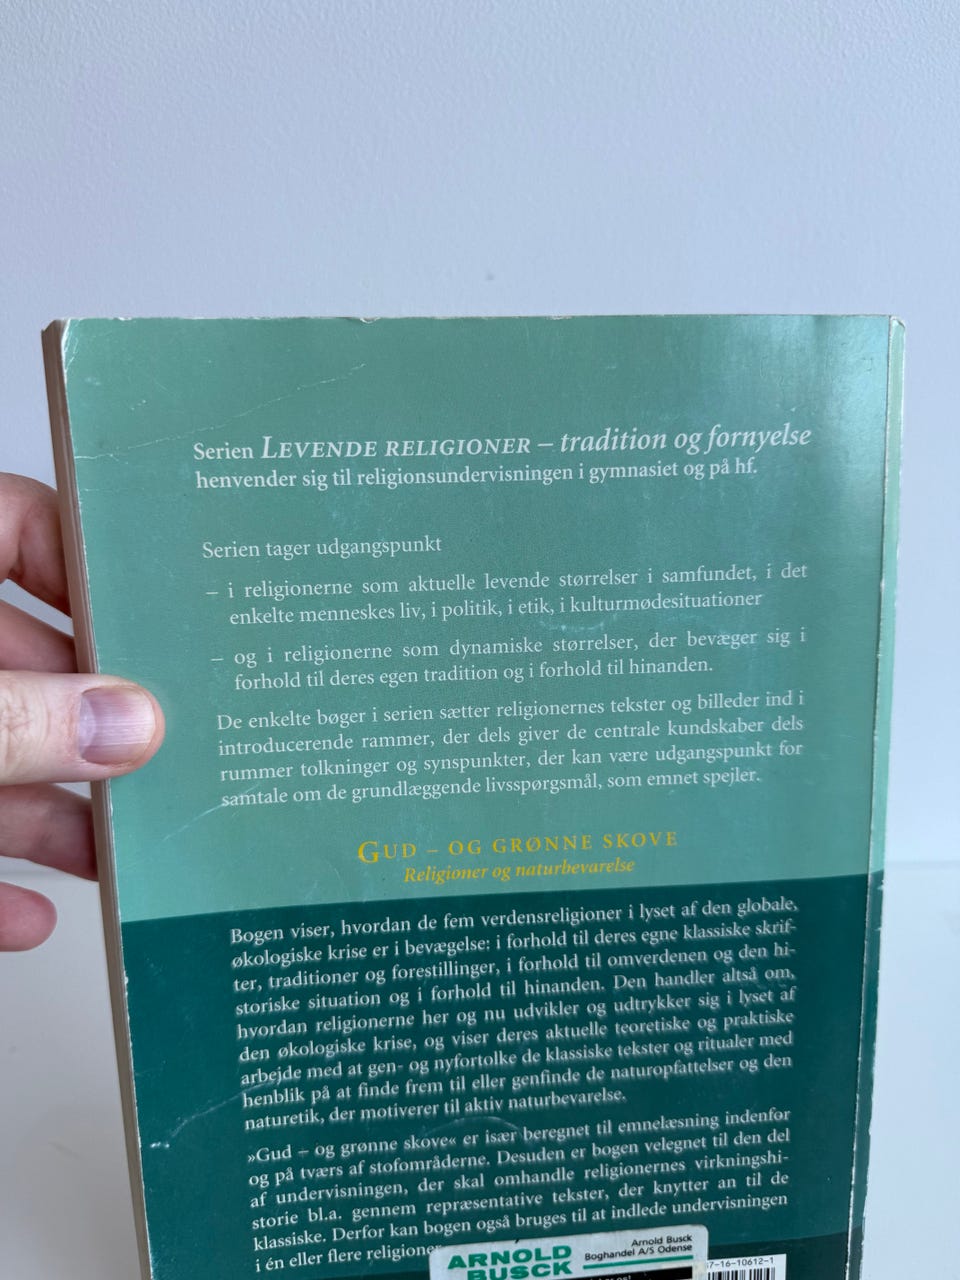 Serien LEVENDE RELIGIONER – tradition og fornyelse
henvender sig til religionsundervisningen i gymnasiet og på hf.
Serien tager udgangspunkt
– i religionerne som aktuelle levende størrelser i samfundet, i det
enkelte menneskes liv, i politik, i etik, i kulturmødesituationer
– og i religionerne som dynamiske størrelser, der bevæger sig i
forhold til deres egen tradition og i forhold til hinanden.
De enkelte bøger i serien sætter religionernes tekster og billeder ind i
introducerende rammer, der dels giver de centrale kundskaber dels
rummer tolkninger og synspunkter, der kan være udgangspunkt for
samtale om de grundlæggende livsspørgsmål, som emnet spejler.
GUD – OG GRØNNE SKOVE
Religioner og naturbevarelse
Bogen viser, hvordan de fem verdensreligioner i lyset af den globale,
økologiske krise er i bevægelse: i forhold til deres egne klassiske skrif-
ter, traditioner og forestillinger, i forhold til omverdenen og den hi-
storiske situation og i forhold til hinanden. Den handler altså om,
hvordan religionerne her og nu udvikler og udtrykker sig i lyset af
den økologiske krise, og viser deres aktuelle teoretiske og praktiske
arbejde med at gen- og nyfortolke de klassiske tekster og ritualer med
henblik på at finde frem til eller genfinde de naturopfattelser og den
naturetik, der motiverer til aktiv naturbevarelse.
»Gud – og grønne skove« er især beregnet til emnelæsning indenfor
og på tværs af stofområderne. Desuden er bogen velegnet til den del
af undervisningen, der skal omhandle religionernes virkningshi-
storie bl.a. gennem repræsentative tekster, der knytter an til de
klassiske. Derfor kan bogen også bruges til at indlede undervisningen
i én eller flere religioner
ARNOLD
BUSCK
Arnold Busck
Boghandel A/S Odense
7-16-10612-1